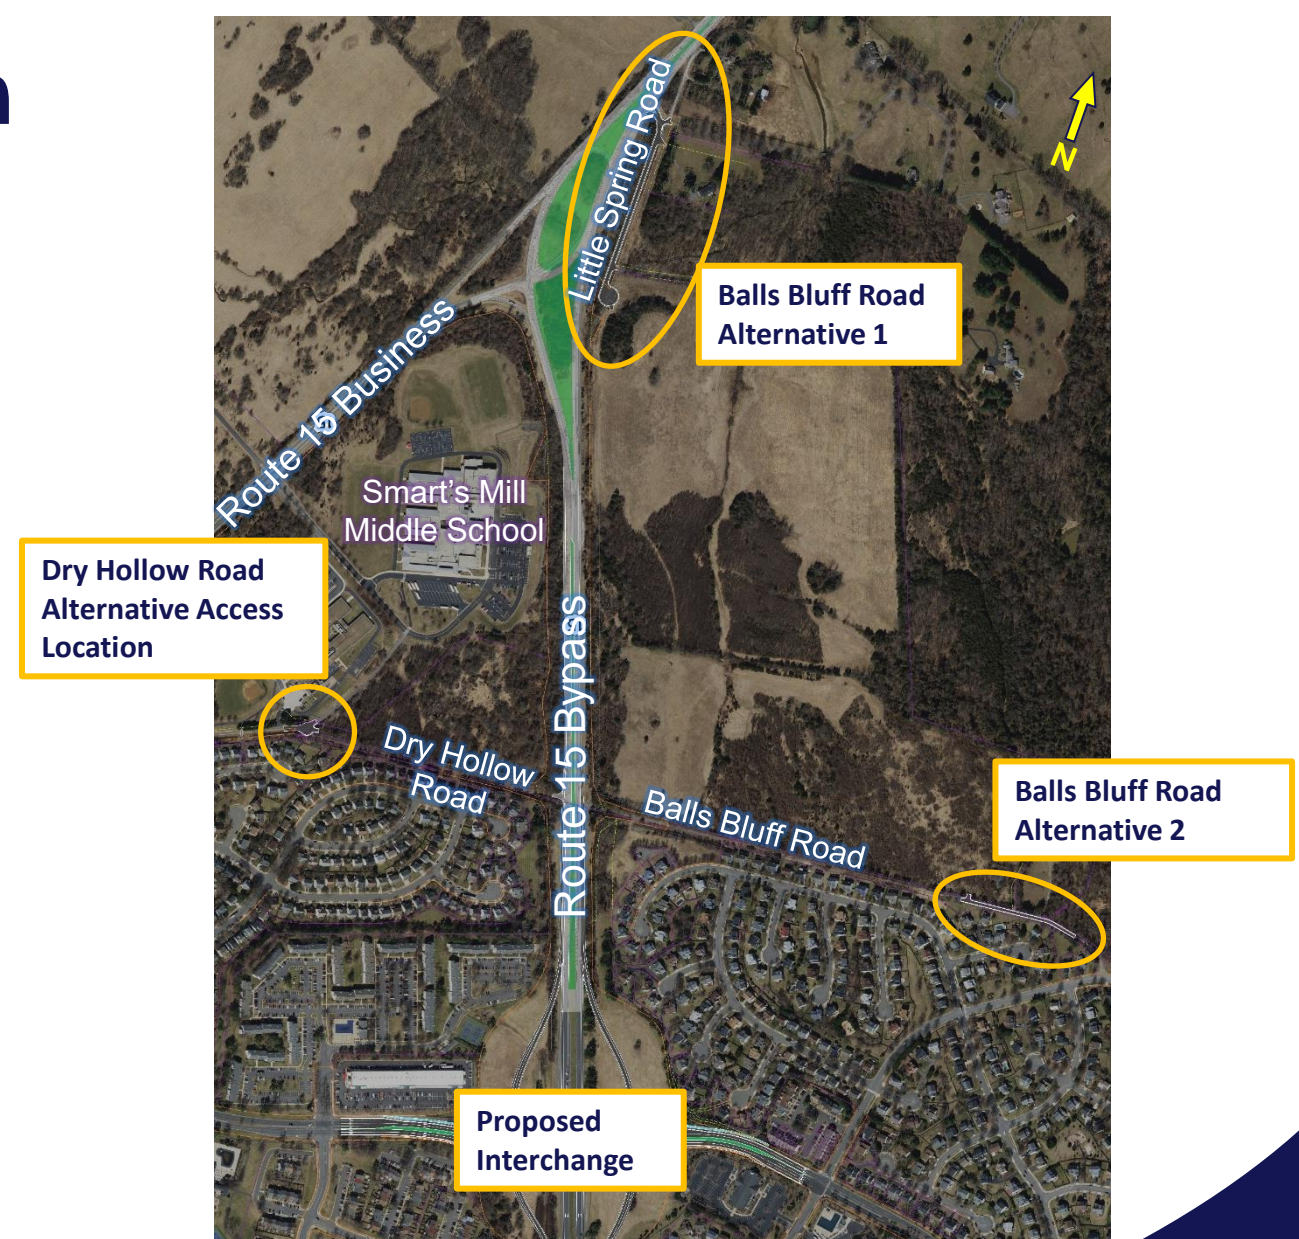 n
Little Spring Road
N
Balls Bluff Road
Alternative 1
Route 15 Business
Smart's Mill
Middle School
Dry Hollow Road
Alternative Access
Location
Route 15 Bypass
Dry Hollow
Road
Balls Bluff Road
Balls Bluff Road
Alternative 2
Proposed
Interchange